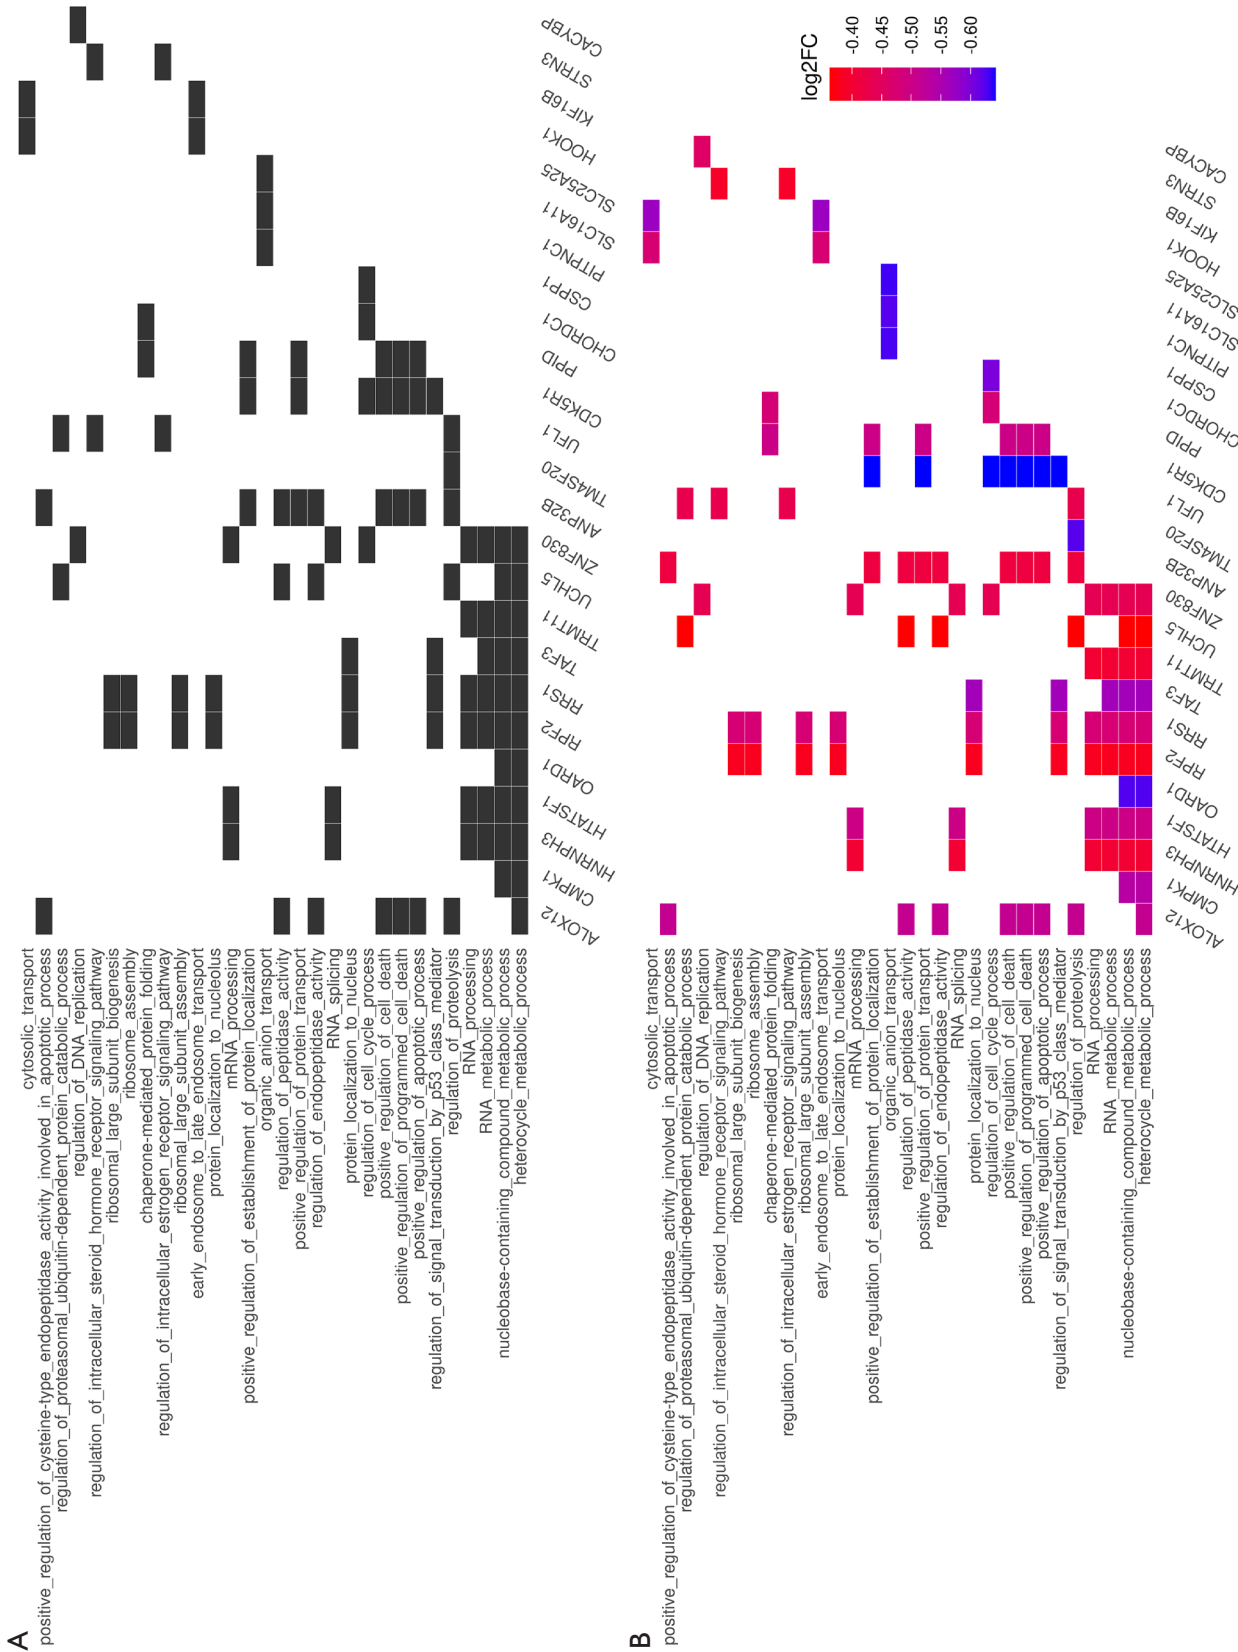 A
cytosolic_transport
positive_regulation_of_cysteine-type_endopeptidase_activity_involved_in_apoptotic_process
regulation_of_proteasomal_ubiquitin-dependent_protein_catabolic_process
regulation_of_DNA_replication
regulation_of_intracellular_steroid_hormone_receptor_signaling_pathway
ribosomal_large_subunit_biogenesis
ribosome_assembly
chaperone-mediated_protein_folding
regulation_of_intracellular_estrogen_receptor_signaling_pathway
ribosomal_large_subunit_assembly
early_endosome_to_late_endosome_transport
protein_localization_to_nucleolus
mRNA_processing
positive_regulation_of_establishment_of_protein_localization
organic_anion_transport
regulation_of_peptidase_activity
positive_regulation_of_protein_transport
regulation_of_endopeptidase_activity
RNA_splicing
protein_localization_to_nucleus
regulation_of_cell_cycle_process
positive_regulation_of_cell_death
positive_regulation_of_programmed_cell_death
positive_regulation_of_apoptotic_process
regulation_of_signal_transduction_by_p53_class_mediator
regulation_of_proteolysis
RNA_processing
RNA_metabolic_process
nucleobase-containing_compound_metabolic_process
heterocycle_metabolic_process
ALOX12
CMPK1
HNRNPH3
HTATSF1
OARD1
RPF2
RRS1
TAF3
TRMT11
UCHL5
ZNF830
ANP32B
TM4SF20
UFL1
CDK5R1
PPID
CHORDC1
CSPP1
PITPNC1
SLC16A11
SLC25A25
HOOK1
KIF16B
STRN3
CACYBP
B
cytosolic_transport
positive_regulation_of_cysteine-type_endopeptidase_activity_involved_in_apoptotic_process
regulation_of_proteasomal_ubiquitin-dependent_protein_catabolic_process
regulation_of_DNA_replication
regulation_of_intracellular_steroid_hormone_receptor_signaling_pathway
ribosomal_large_subunit_biogenesis
ribosome_assembly
chaperone-mediated_protein_folding
regulation_of_intracellular_estrogen_receptor_signaling_pathway
ribosomal_large_subunit_assembly
early_endosome_to_late_endosome_transport
protein_localization_to_nucleolus
mRNA_processing
positive_regulation_of_establishment_of_protein_localization
organic_anion_transport
regulation_of_peptidase_activity
positive_regulation_of_protein_transport
regulation_of_endopeptidase_activity
RNA_splicing
protein_localization_to_nucleus
regulation_of_cell_cycle_process
positive_regulation_of_cell_death
positive_regulation_of_programmed_cell_death
positive_regulation_of_apoptotic_process
regulation_of_signal_transduction_by_p53_class_mediator
regulation_of_proteolysis
RNA_processing
RNA_metabolic_process
nucleobase-containing_compound_metabolic_process
heterocycle_metabolic_process
ALOX12
CMPK1
HNRNPH3
HTATSF1
OARD1
RPF2
RRS1
TAF3
TRMT11
UCHL5
ZNF830
ANP32B
TM4SF20
UFL1
CDK5R1
PPID
CHORDC1
CSPP1
PITPNC1
SLC16A11
SLC25A25
HOOK1
KIF16B
STRN3
CACYBP
log2FC
-0.40
-0.45
-0.50
-0.55
-0.60